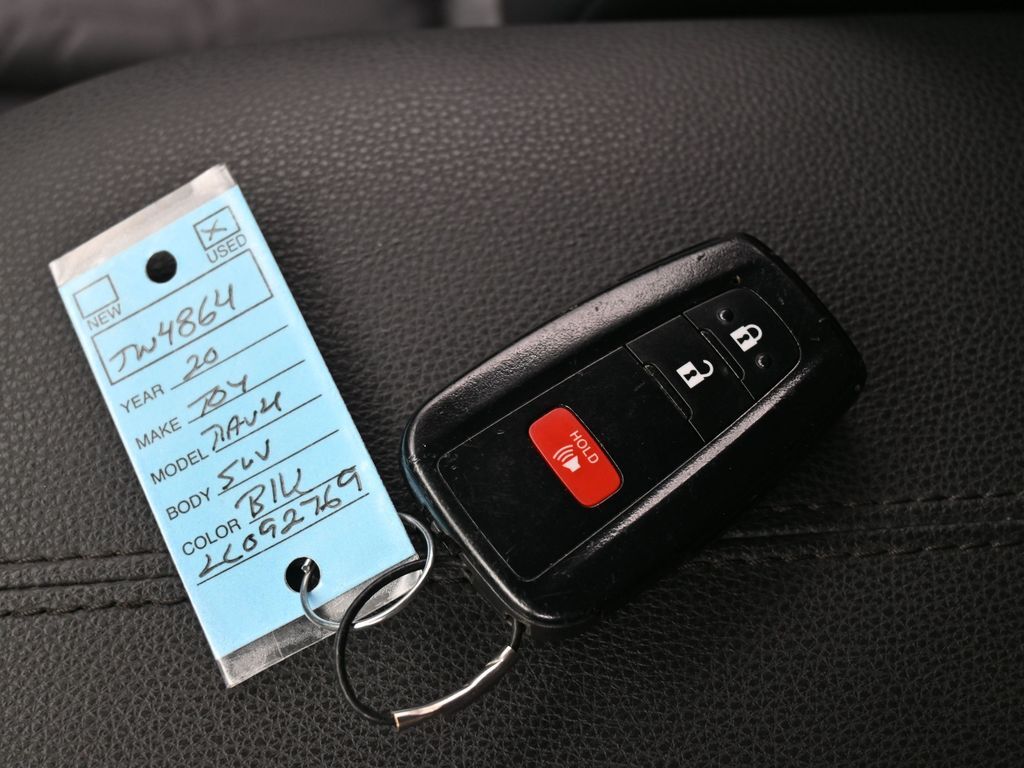 X
USED
NEW
JW4864
YEAR 20
MAKE TOY
MODEL RAV4
BODY SUV
COLOR BlK
LC092769
HOLD